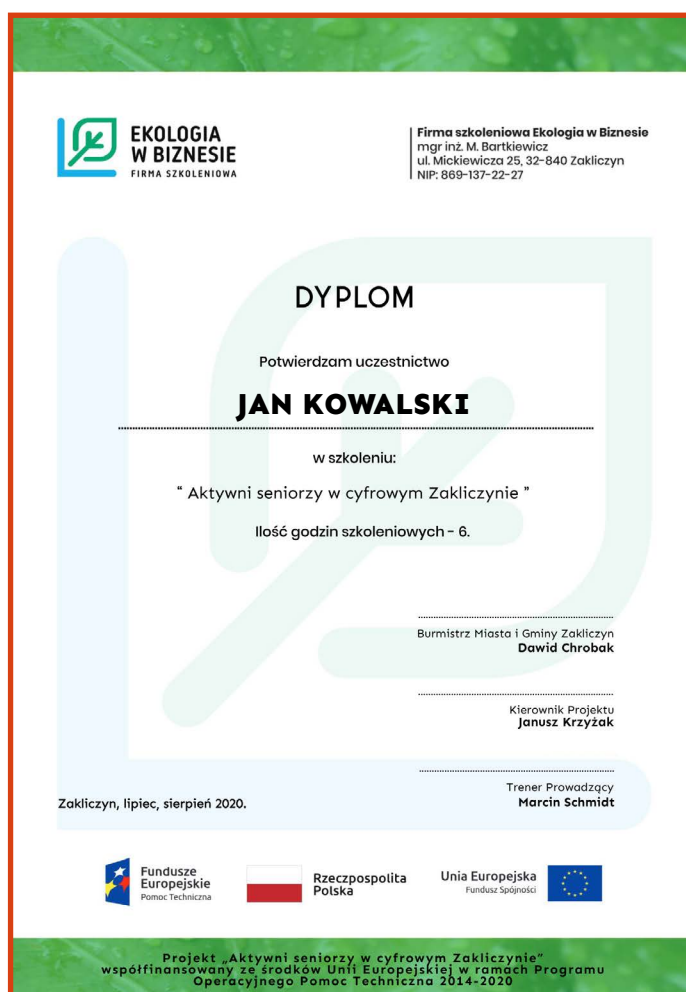 EKOLOGIA
W BIZNESIE
FIRMA SZKOLENIOWA
Firma szkoleniowa Ekologia w Biznesie
mgr inż. M. Bartkiewicz
ul. Mickiewicza 25, 32-840 Zakliczyn
NIP: 869-137-22-27
DYPLOM
Potwierdzam uczestnictwo
JAN KOWALSKI
w szkoleniu:
“ Aktywni seniorzy w cyfrowym Zakliczynie ”
Ilość godzin szkoleniowych - 6.
Burmistrz Miasta i Gminy Zakliczyn
Dawid Chrobak
Kierownik Projektu
Janusz Krzyżak
Trener Prowadzący
Marcin Schmidt
Zakliczyn, lipiec, sierpień 2020.
Fundusze
Europejskie
Pomoc Techniczna
Rzeczpospolita
Polska
Unia Europejska
Fundusz Spójności
Projekt „Aktywni seniorzy w cyfrowym Zakliczynie”
współfinansowany ze środków Unii Europejskiej w ramach Programu
Operacyjnego Pomoc Techniczna 2014-2020